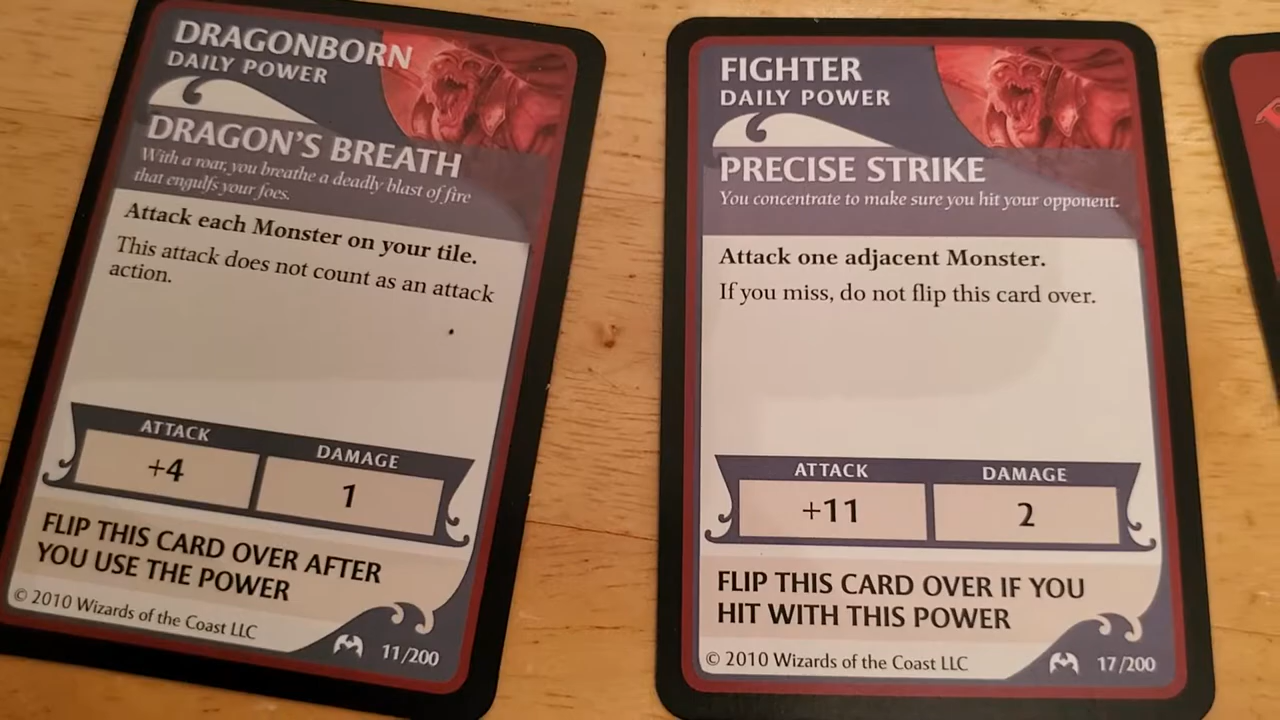 DRAGONBORN
DAILY POWER
DRAGON'S BREATH
With a roar, you breathe a deadly blast of fire
that engulfs your foes.
Attack each Monster on your tile.
This attack does not count as an attack
action.
ATTACK
DAMAGE
+4
1
FLIP THIS CARD OVER AFTER
YOU USE THE POWER
© 2010 Wizards of the Coast LLC
11/200
FIGHTER
DAILY POWER
PRECISE STRIKE
You concentrate to make sure you hit your opponent.
Attack one adjacent Monster.
If you miss, do not flip this card over.
ATTACK
DAMAGE
+11
2
FLIP THIS CARD OVER IF YOU
HIT WITH THIS POWER
© 2010 Wizards of the Coast LLC
17/200